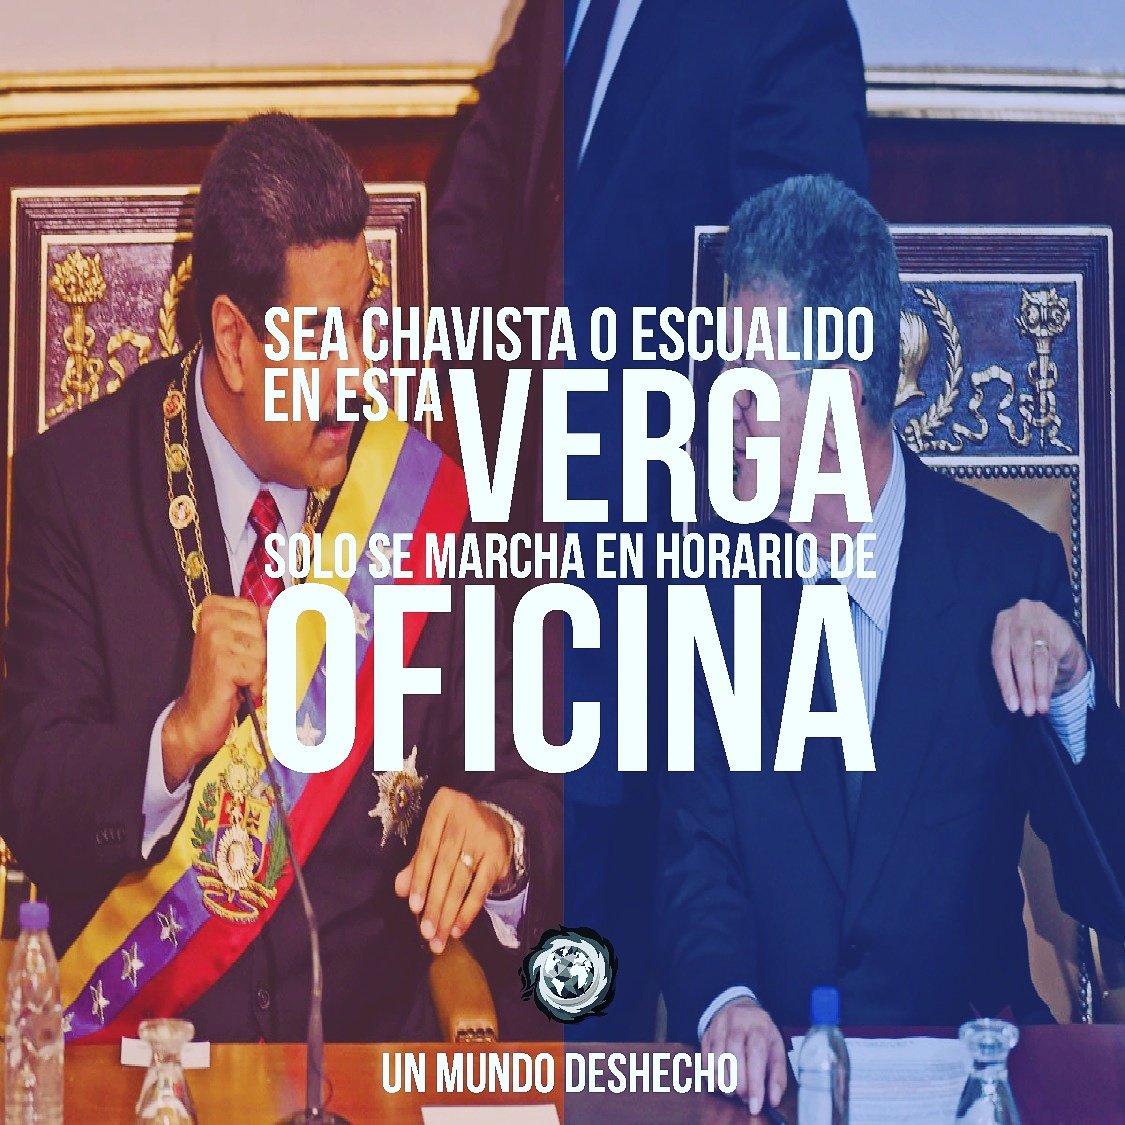 SEA CHAVISTA O ESCUALIDO
EN ESTA VERGA
SOLO SE MARCHA EN HORARIO DE
OFICINA
UN MUNDO DESHECHO